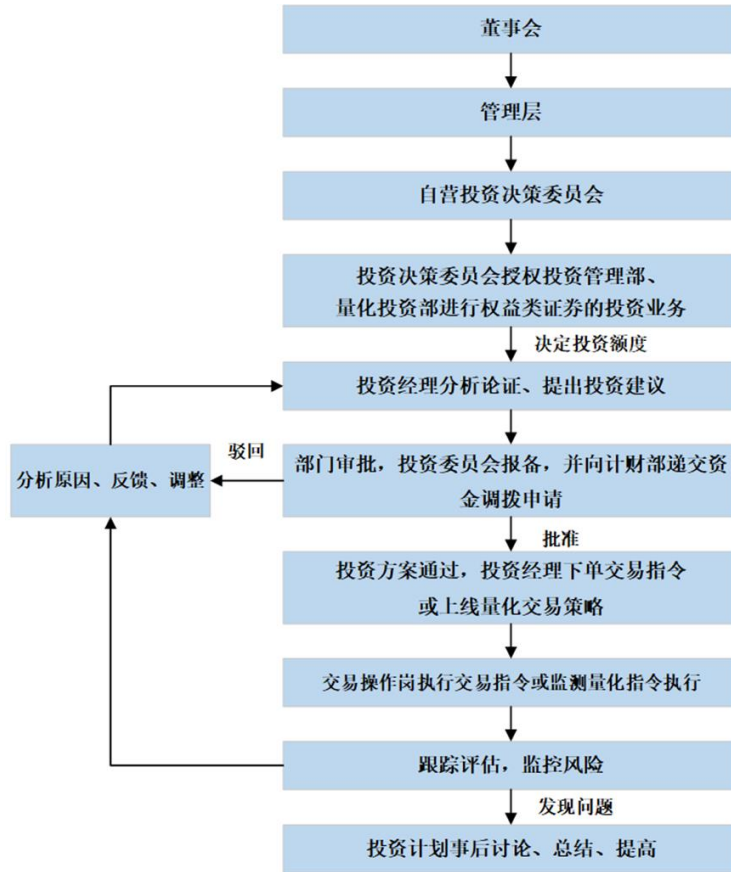 董事会
管理层
自营投资决策委员会
投资决策委员会授权投资管理部、
量化投资部进行权益类证券的投资业务
决定投资额度
投资经理分析论证、提出投资建议
驳回
分析原因、反馈、调整
部门审批，投资委员会报备，并向计财部递交资
金调拨申请
批准
投资方案通过，投资经理下单交易指令
或上线量化交易策略
交易操作岗执行交易指令或监测量化指令执行
跟踪评估，监控风险
发现问题
投资计划事后讨论、总结、提高